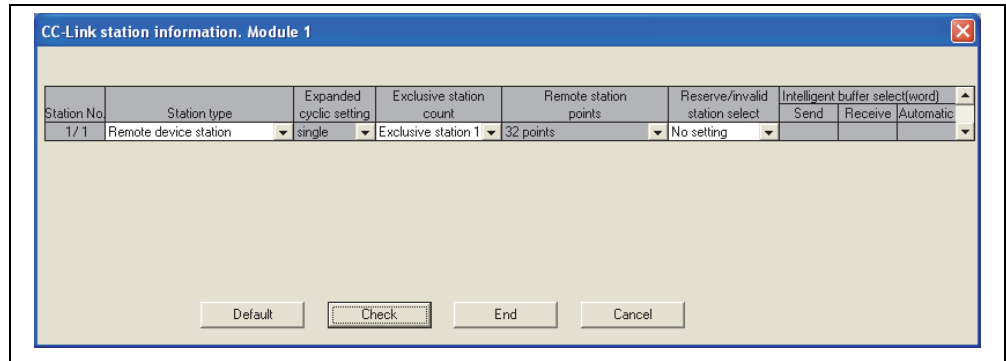 CC-Link station information. Module 1
Expanded Exclusive station Remote station Reserve/invalid Intelligent buffer select(word)
Station No. Station type cyclic setting count points station select Send Receive Automatic
1/1 Remote device station single Exclusive station 1 32 points No setting
Default Check End Cancel